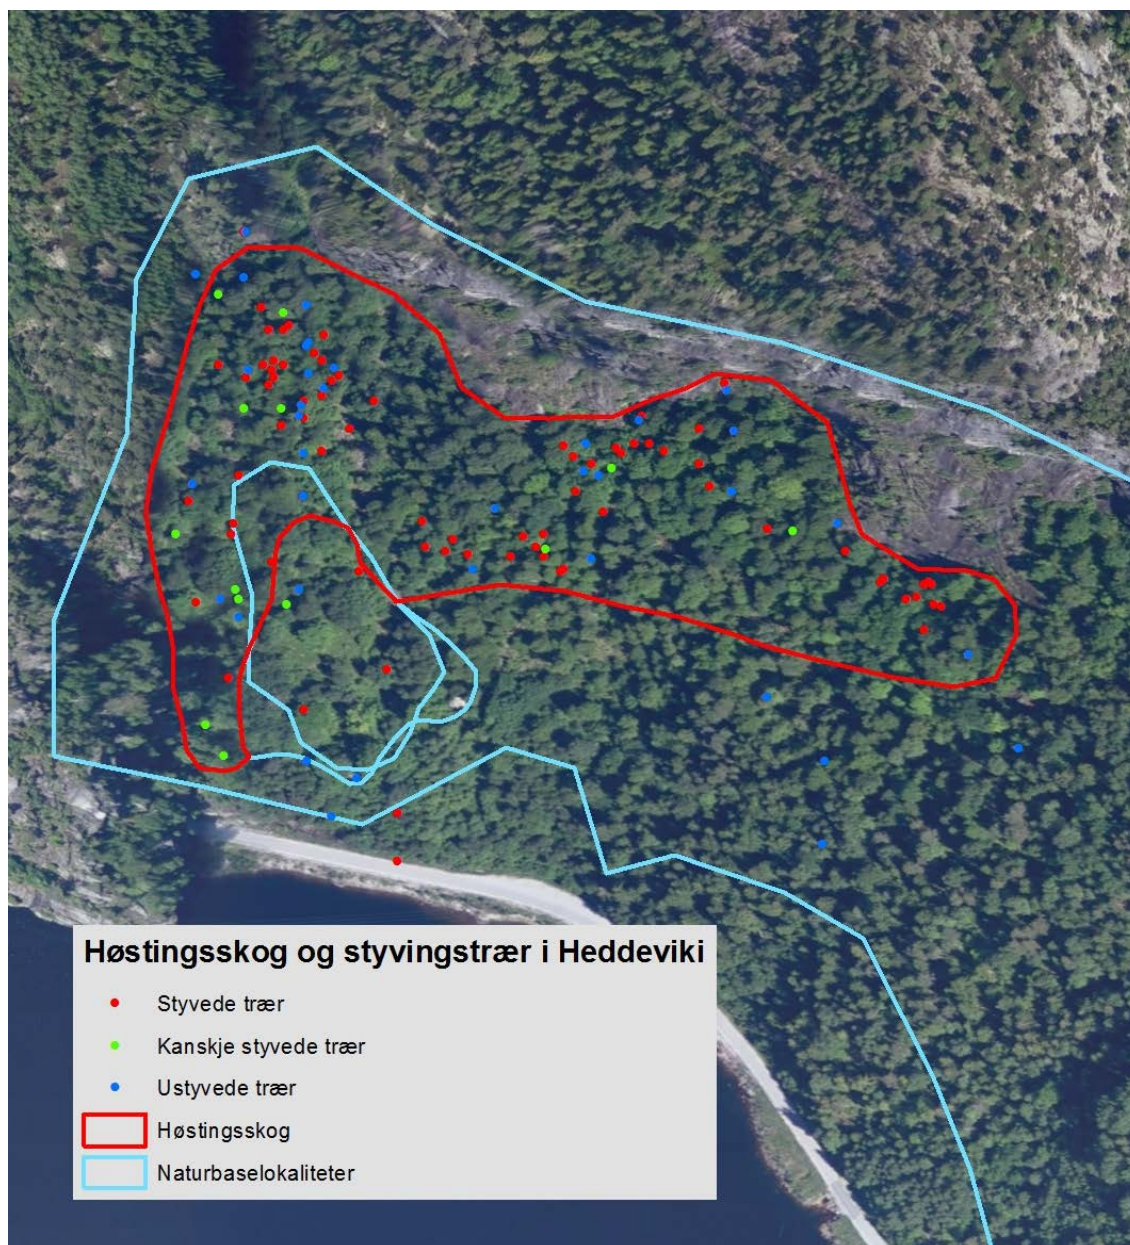 Høstingsskog og styvingstrær i Heddeviki
Styvede trær
Kanskje styvede trær
Ustyvede trær
Høstingsskog
Naturbaselokaliteter